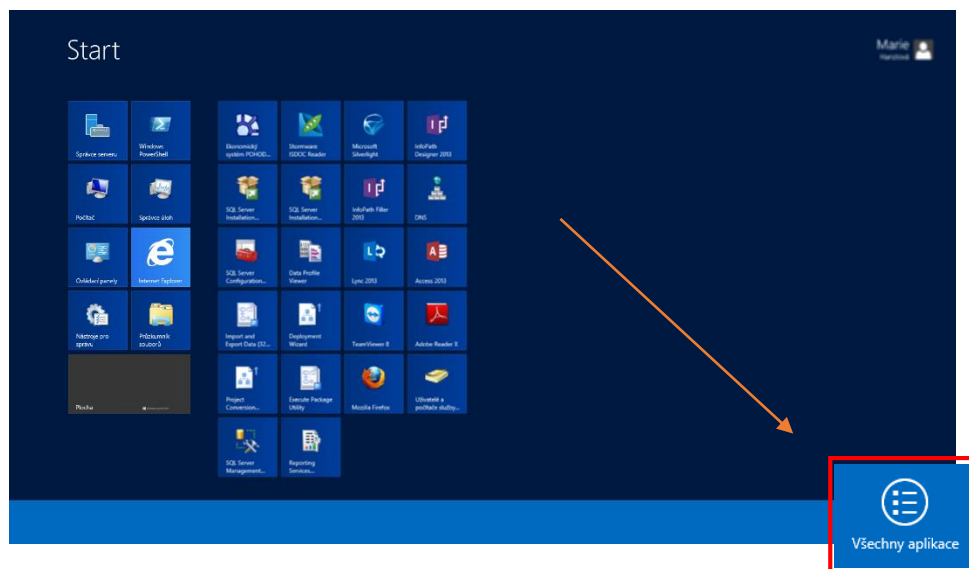 Start
Marie
Správce serveru
Windows
PowerShell
Ekonomický
systém POHOD...
Stormware
ISDOC Reader
Microsoft
Silverlight
InfoPath
Designer 2013
Počítač
Správce úloh
SQL Server
Installation...
SQL Server
Installation...
InfoPath Filler
2013
DNS
Ovládací panely
Internet Explorer
SQL Server
Configuration...
Data Profile
Viewer
Lync 2013
Access 2013
Nástroje pro
správu
Průzkumník
souborů
Import and
Export Data (32...
Deployment
Wizard
TeamViewer 8
Adobe Reader X
Plocha
Project
Conversion...
Execute Package
Utility
Mozilla Firefox
Uživatelé a
počítače služby...
SQL Server
Management...
Reporting
Services...
Všechny aplikace